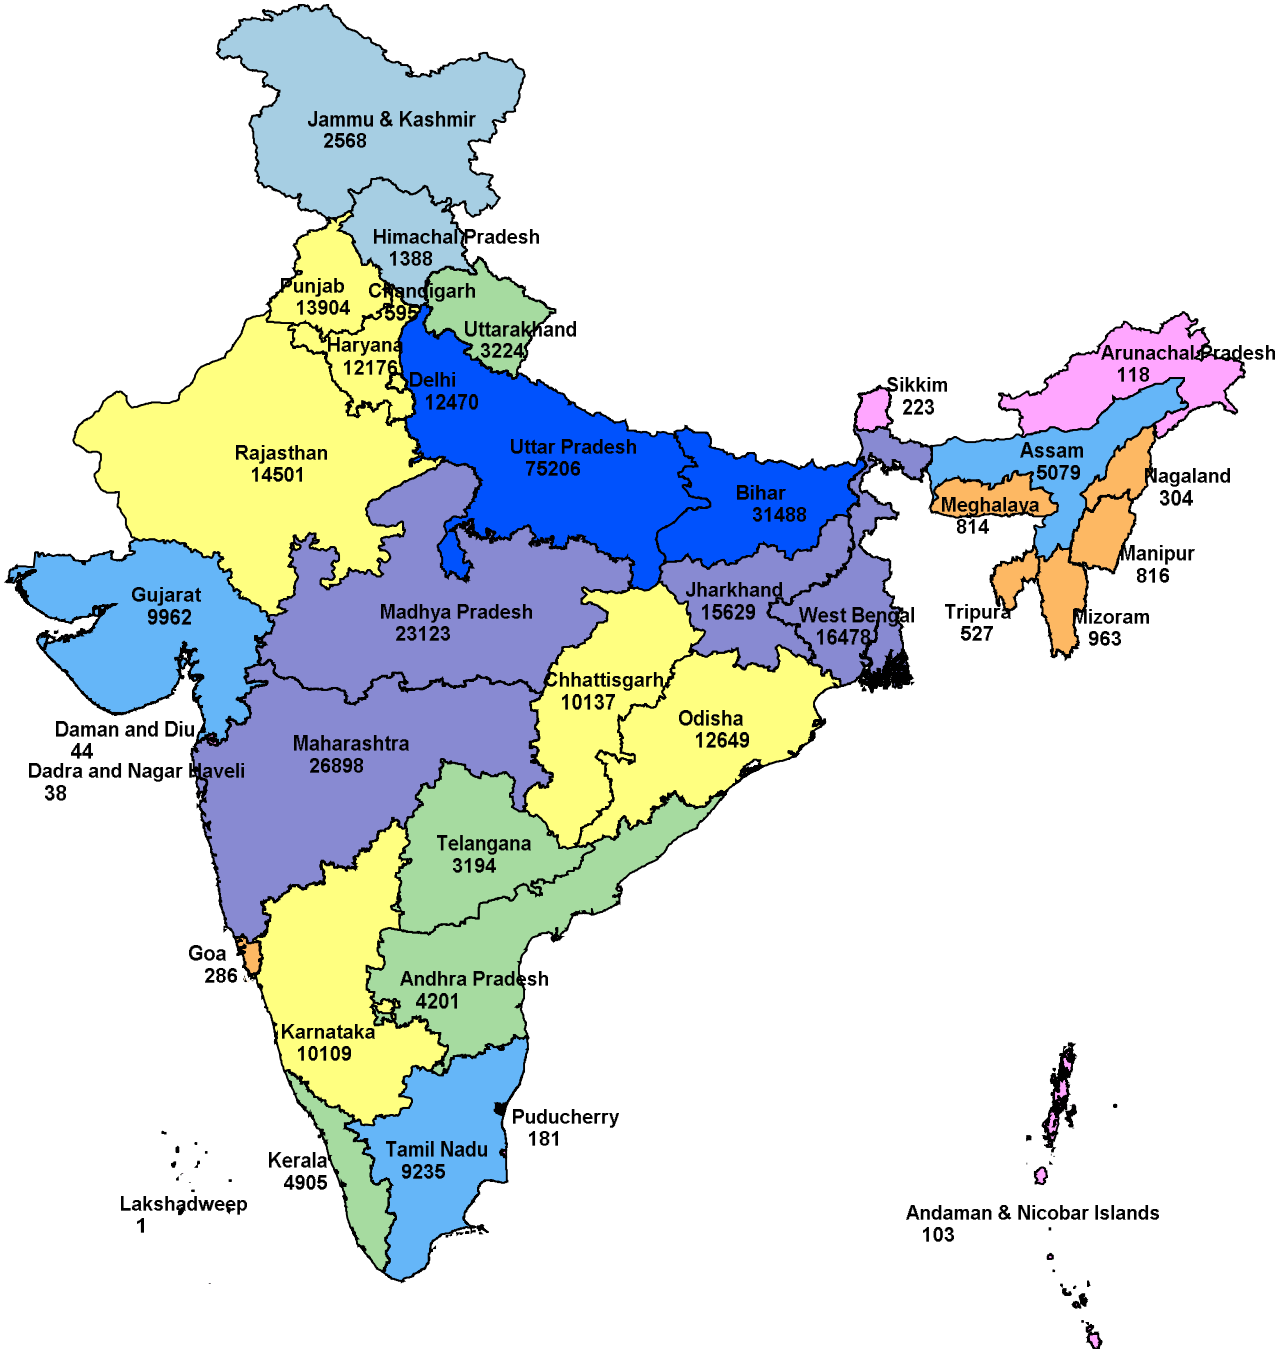 Jammu & Kashmir
2568
Himachal Pradesh
1388
Punjab
13904
Chandigarh
595
Uttarakhand
3224
Haryana
12176
Delhi
12470
Arunachal Pradesh
118
Sikkim
223
Rajasthan
14501
Uttar Pradesh
75206
Assam
5079
Nagaland
304
Bihar
31488
Meghalaya
814
Manipur
816
Gujarat
9962
Madhya Pradesh
23123
Jharkhand
15629
West Bengal
16478
Tripura
527
Mizoram
963
Chhattisgarh
10137
Odisha
12649
Daman and Diu
44
Maharashtra
26898
Dadra and Nagar Haveli
38
Telangana
3194
Goa
286
Andhra Pradesh
4201
Karnataka
10109
Puducherry
181
Tamil Nadu
9235
Kerala
4905
Lakshadweep
1
Andaman & Nicobar Islands
103